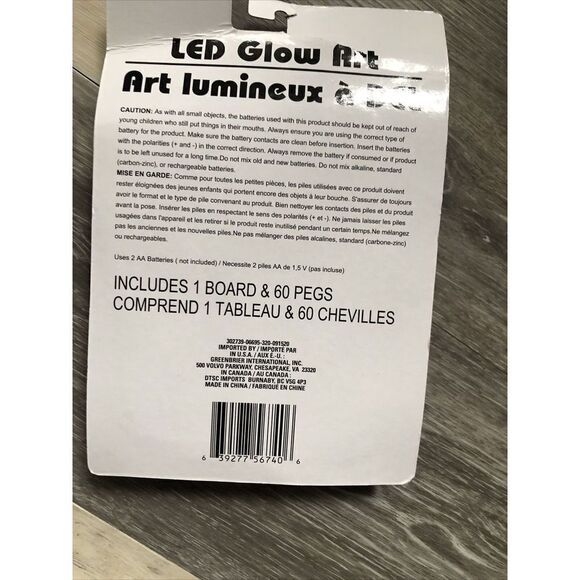 LED Glow Art
Art lumineux à DEL
CAUTION: As with all small objects, the batteries used with this product should be kept out of reach of
young children who still put things in their mouths. Always ensure you are using the correct type of
battery for the product. Make sure the battery contacts are clean before insertion. Insert the batteries
with the polarities (+ and -) in the correct direction. Always remove the battery if consumed or if product
is to be left unused for a long time.Do not mix old and new batteries. Do not mix alkaline, standard
(carbon-zinc), or rechargeable batteries.
MISE EN GARDE: Comme pour toutes les petites pièces, les piles utilisées avec ce produit doivent
rester éloignées des jeunes enfants qui portent encore des objets à leur bouche. S'assurer de toujours
avoir le format et le type de pile convenant au produit. Bien nettoyer les contacts des piles et du produit
avant la pose. Insérer les piles en respectant le sens des polarités (+ et -). Ne jamais laisser les piles
usagées dans l'appareil et les retirer si le produit reste inutilisé pendant un certain temps.Ne mélangez
pas les anciennes et les nouvelles piles.Ne pas mélanger des piles alcalines, standard (carbone-zinc)
ou rechargeables.
Uses 2 AA Batteries ( not included) / Necessite 2 piles AA de 1,5 V (pas incluse)
INCLUDES 1 BOARD & 60 PEGS
COMPREND 1 TABLEAU & 60 CHEVILLES
302739-06695-320-091520
IMPORTED BY / IMPORTÉ PAR
IN U.S.A. / AUX É.-U. :
GREENBRIER INTERNATIONAL, INC.
500 VOLVO PARKWAY, CHESAPEAKE, VA 23320
IN CANADA / AU CANADA :
DTSC IMPORTS BURNABY, BC V5G 4P3
MADE IN CHINA / FABRIQUÉ EN CHINE
6 39277 56740 6